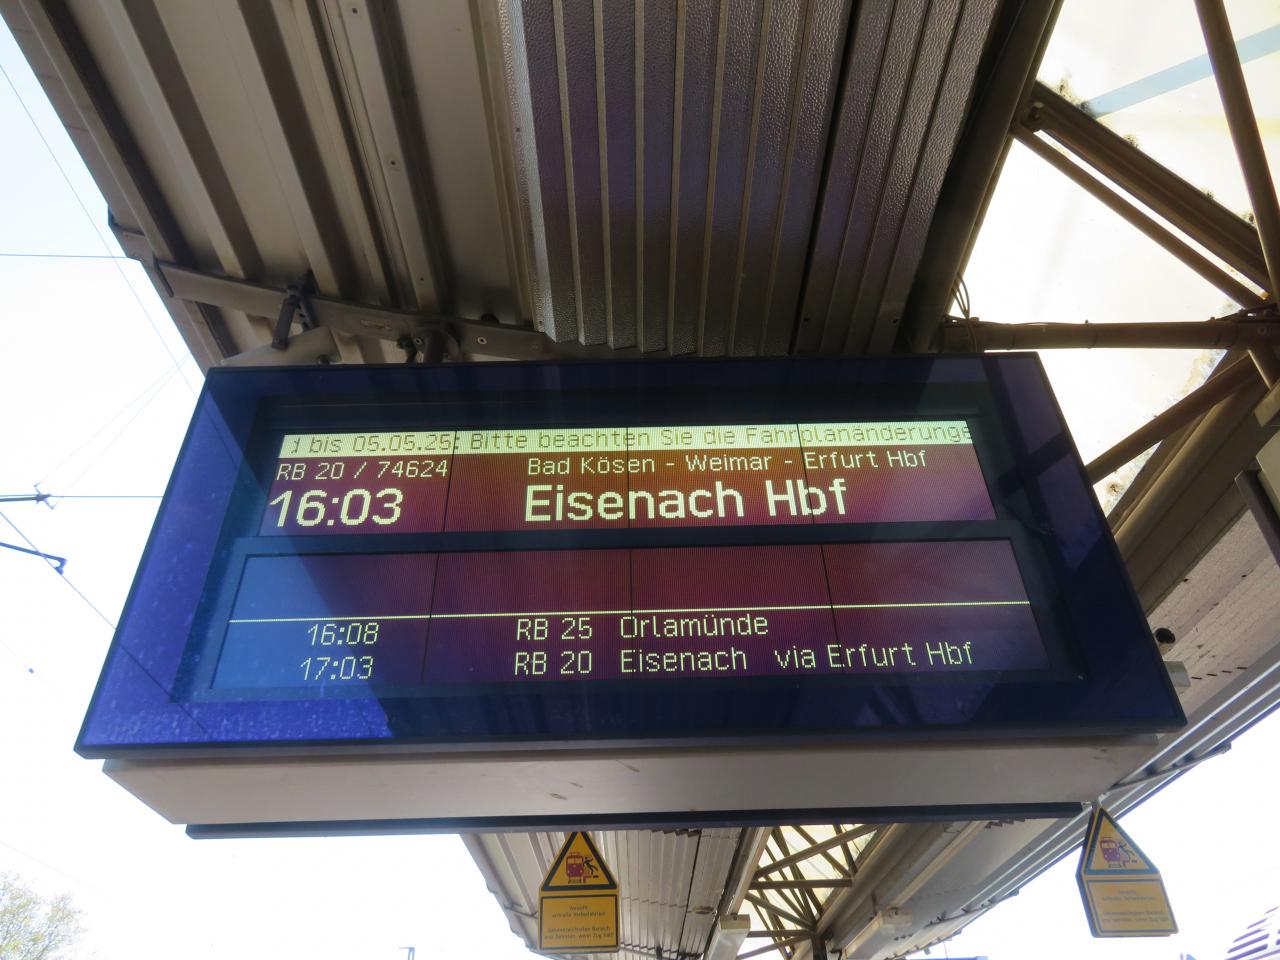 bis 05.05.25: Bitte beachten Sie die Fahrplanänderungs
RB 20 / 74624 Bad Kösen - Weimar - Erfurt Hbf
16:03 Eisenach Hbf
16:08 RB 25 Orlamünde
17:03 RB 20 Eisenach via Erfurt Hbf